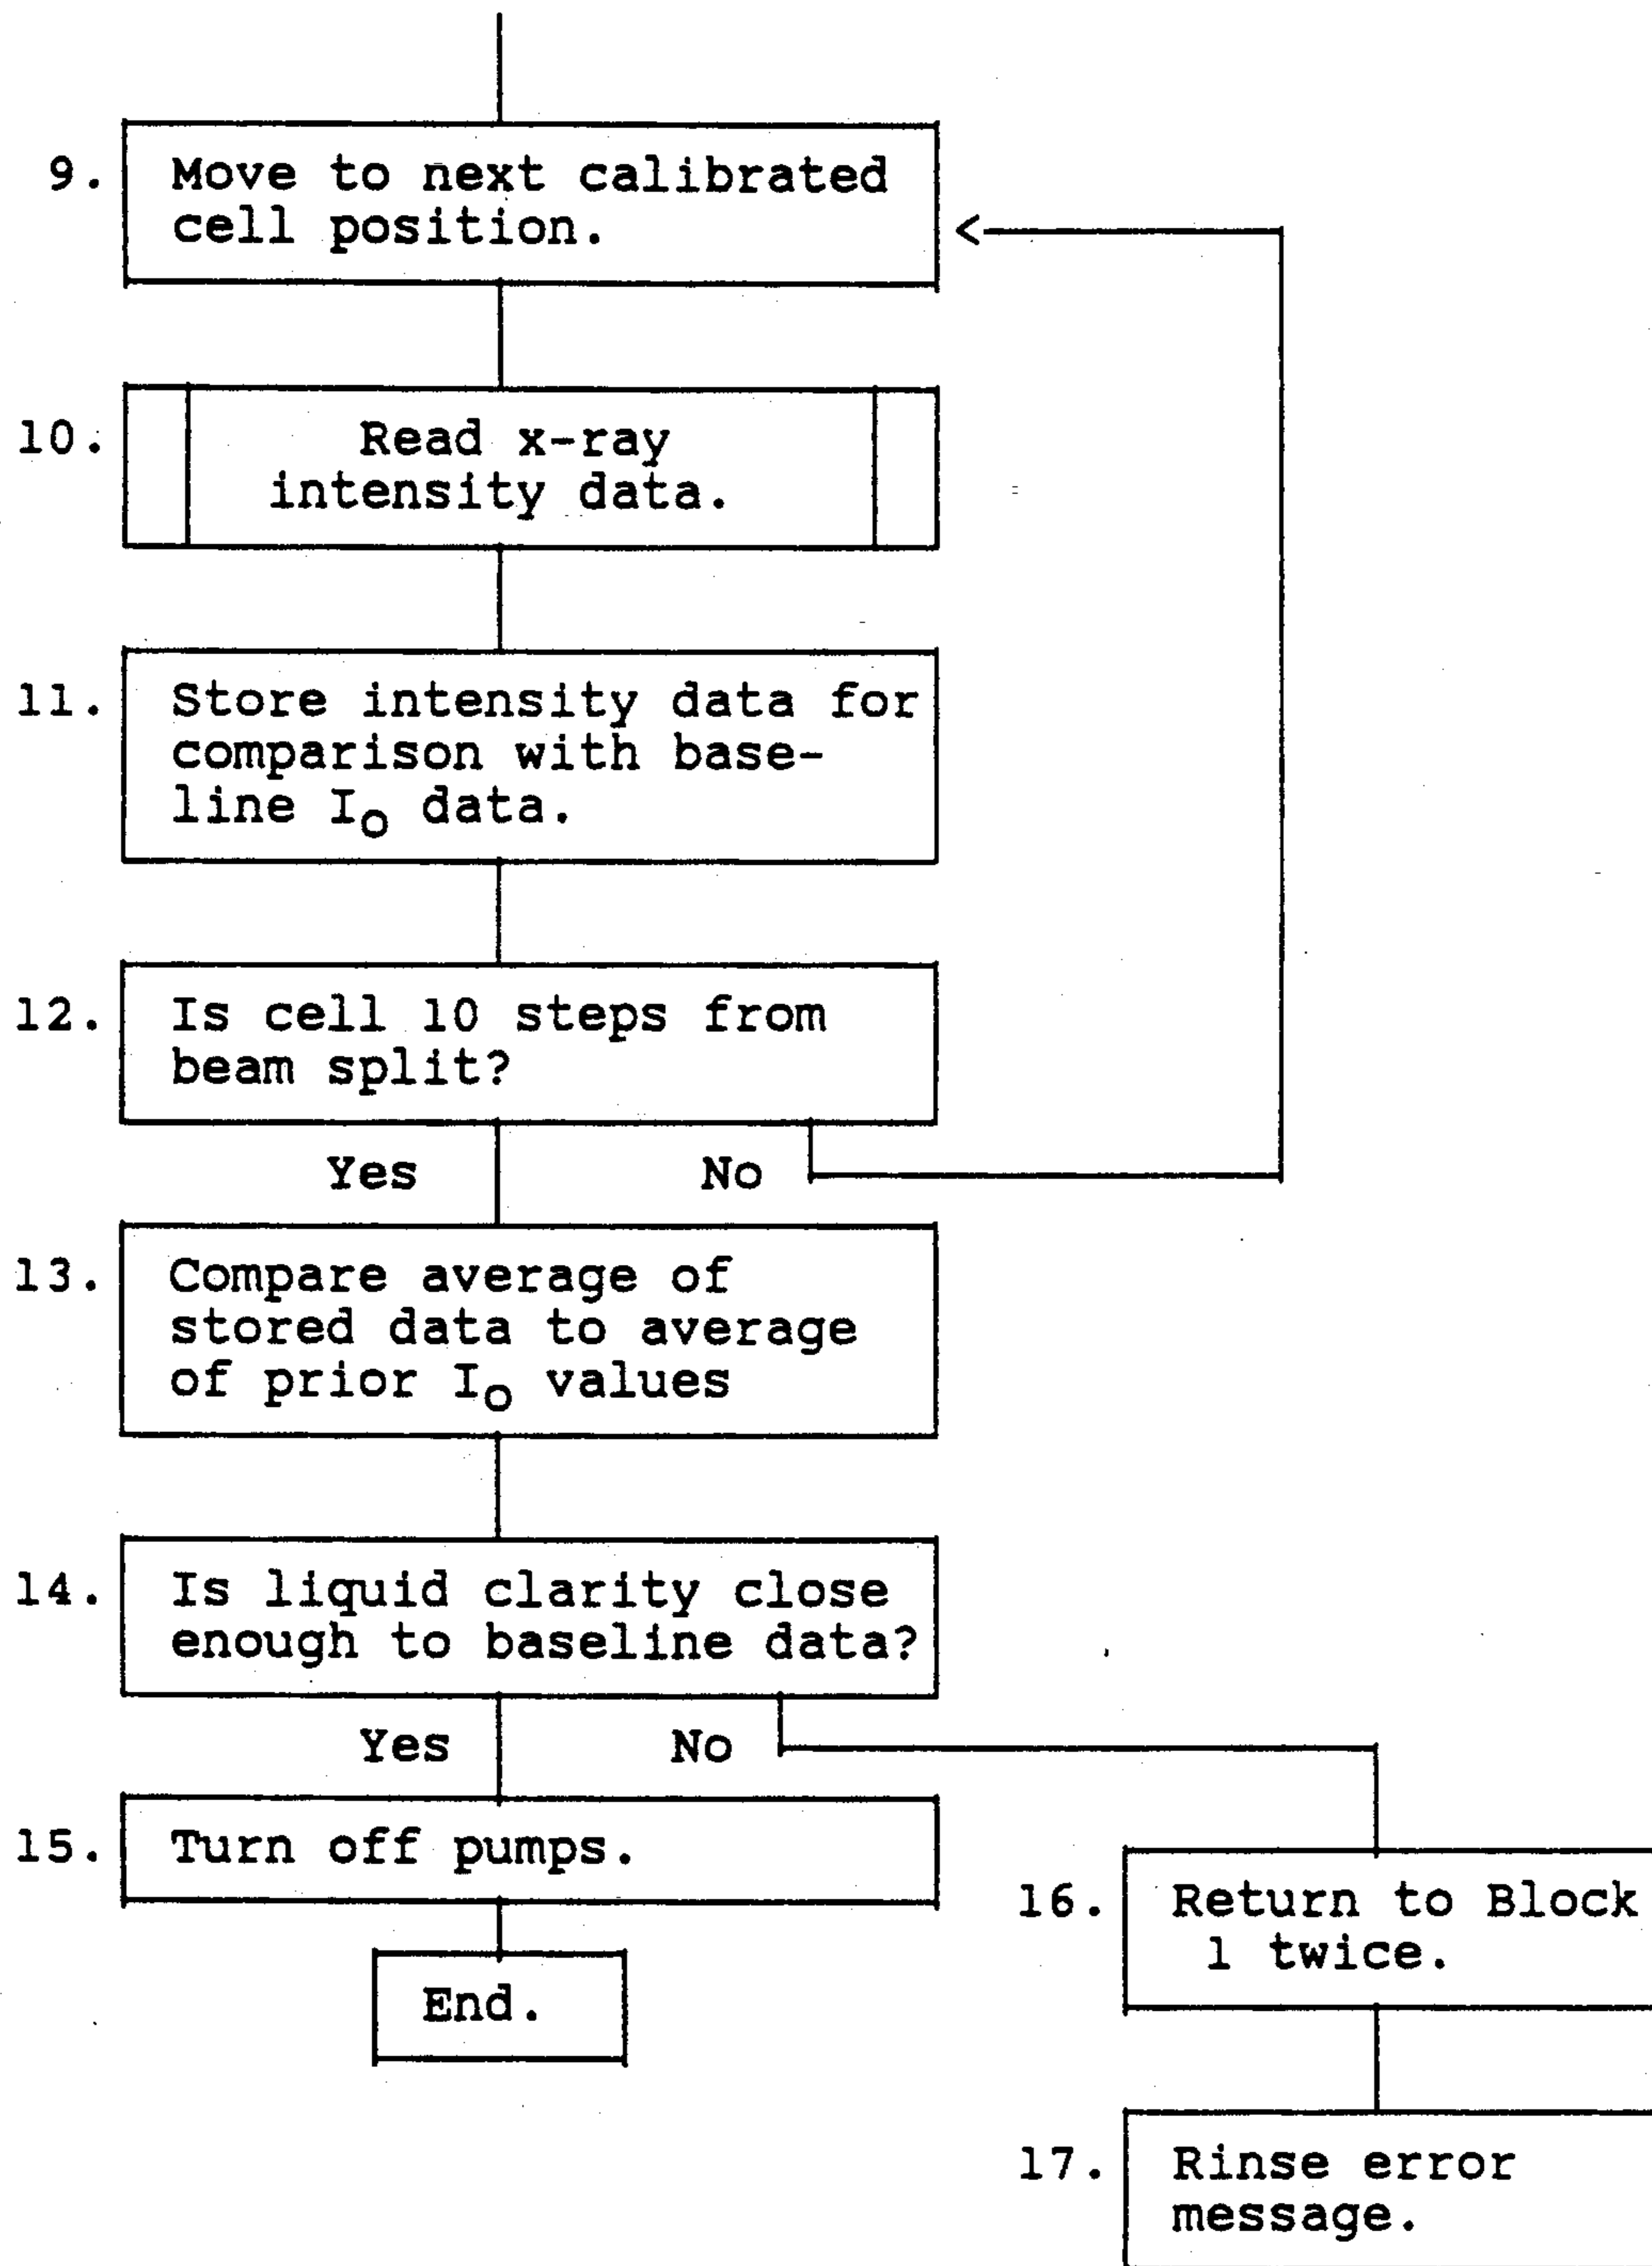 9. Move to next calibrated
cell position.
10. Read x-ray
intensity data.
11. Store intensity data for
comparison with base-
line Io data.
12. Is cell 10 steps from
beam split?
Yes No
13. Compare average of
stored data to average
of prior Io values
14. Is liquid clarity close
enough to baseline data?
Yes No
15. Turn off pumps.
End.
16. Return to Block
1 twice.
17. Rinse error
message.